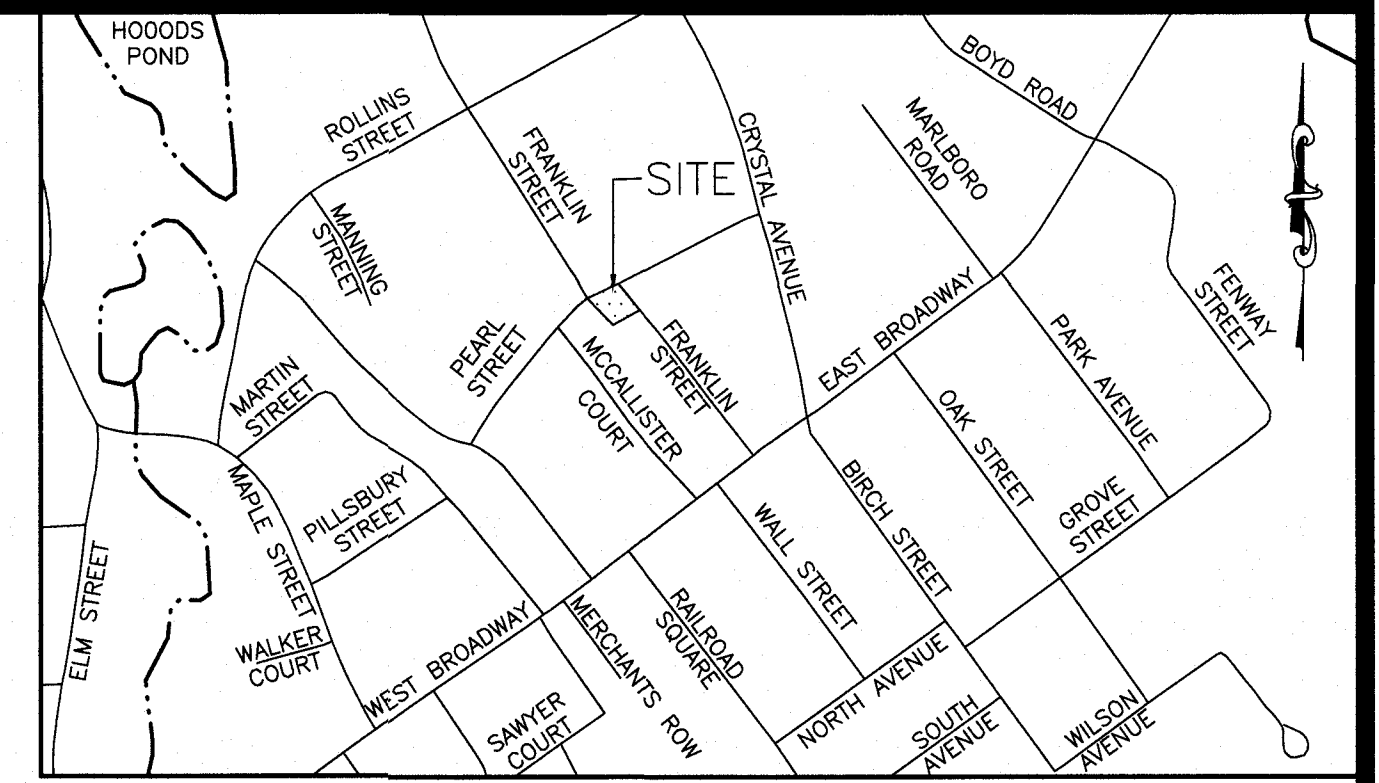 HOOODS
POND
BOYD ROAD
ROLLINS
STREET
FRANKLIN
STREET
CRYSTAL AVENUE
MARLBORO
ROAD
SITE
MANNING
STREET
FENWAY
STREET
PEARL
STREET
MCCALLISTER
COURT
FRANKLIN
STREET
EAST BROADWAY
PARK AVENUE
MARTIN
STREET
OAK STREET
MAPLE STREET
PILLSBURY
STREET
BIRCH STREET
GROVE
STREET
WALL STREET
ELM STREET
WALKER
COURT
WEST BROADWAY
MERCHANTS ROW
RAILROAD
SQUARE
NORTH AVENUE
SAWYER
COURT
SOUTH
AVENUE
WILSON
AVENUE